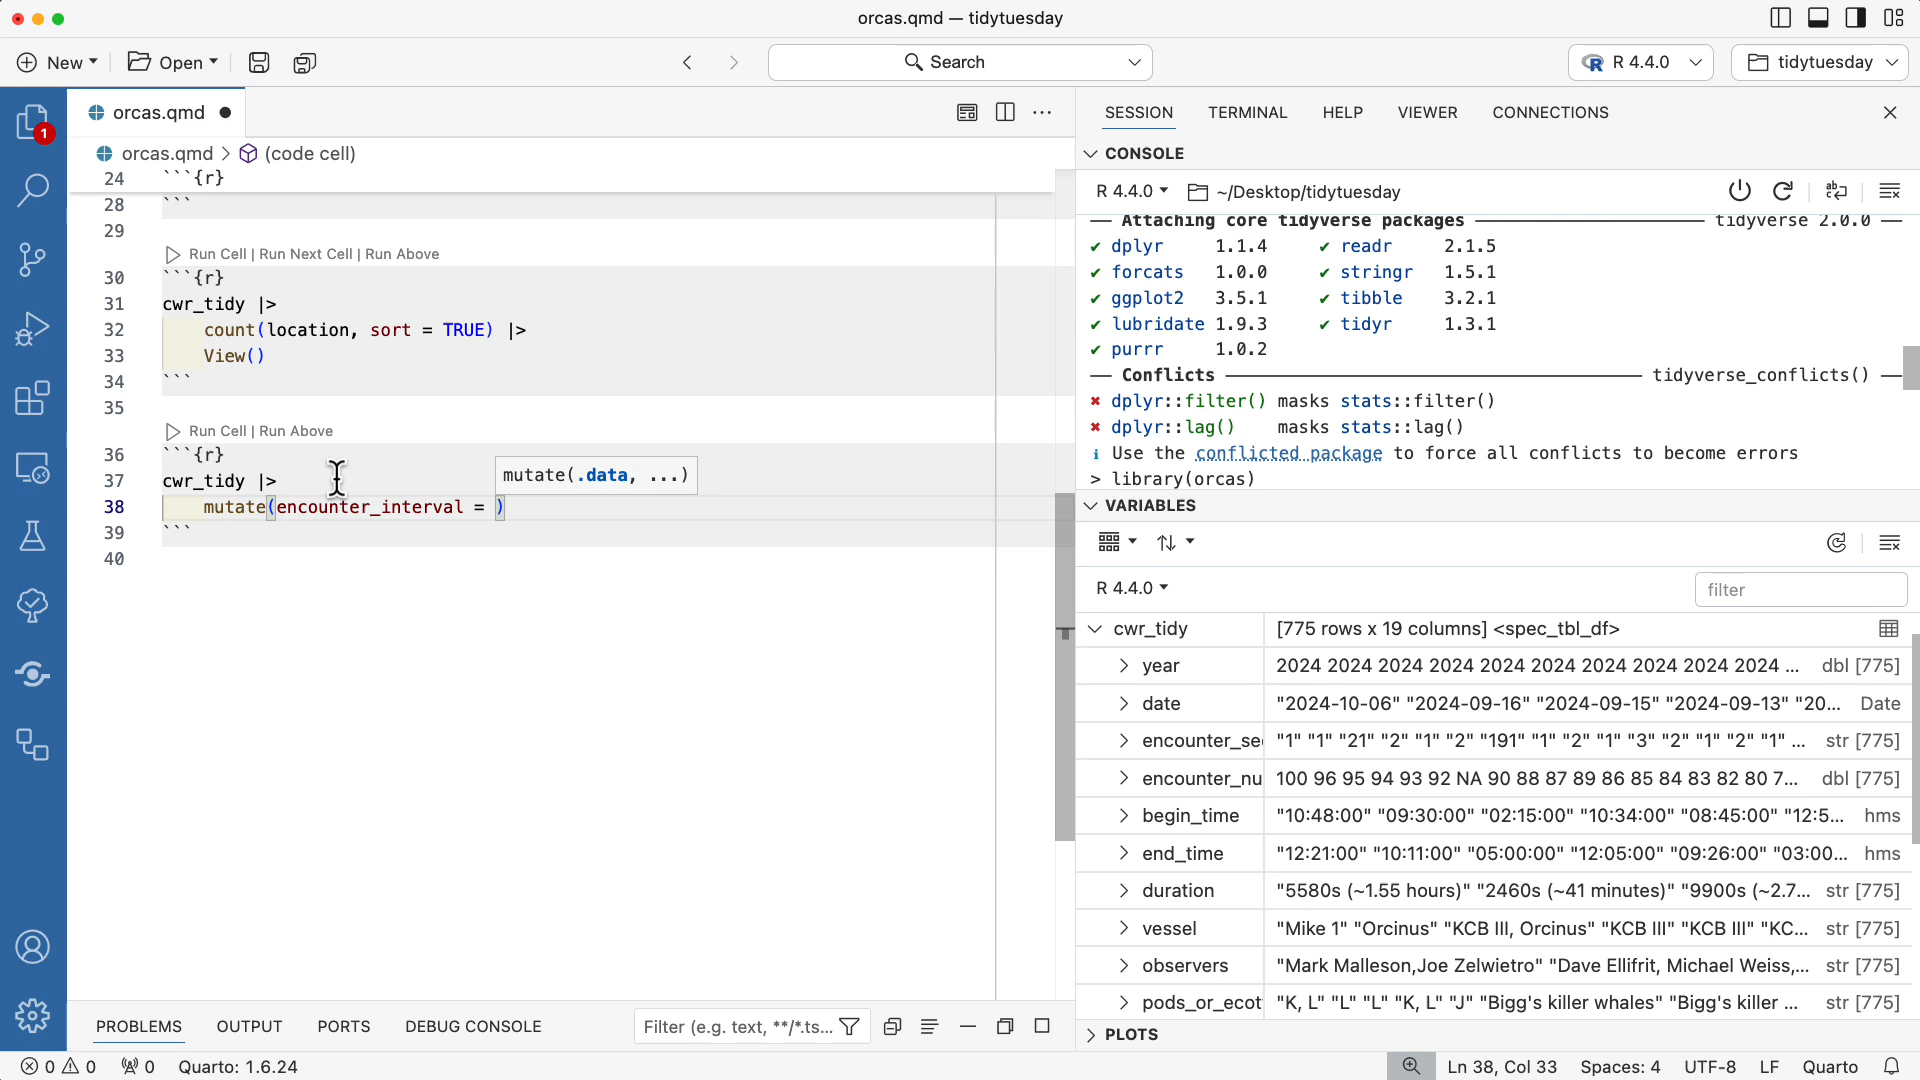 orcas.qmd — tidytuesday
New
Open
Search
R 4.4.0
tidytuesday
1
orcas.qmd
orcas.qmd > (code cell)
24 ```{r}
28 ```
29
Run Cell | Run Next Cell | Run Above
30 ```{r}
31 cwr_tidy |>
32 count(location, sort = TRUE) |>
33 View()
34 ```
35
Run Cell | Run Above
36 ```{r}
37 cwr_tidy |>
mutate(.data, ...)
38 mutate(encounter_interval = )
39 ```
40
SESSION TERMINAL HELP VIEWER CONNECTIONS
CONSOLE
R 4.4.0 ~/Desktop/tidytuesday
── Attaching core tidyverse packages ── tidyverse 2.0.0 ──
✔ dplyr 1.1.4 ✔ readr 2.1.5
✔ forcats 1.0.0 ✔ stringr 1.5.1
✔ ggplot2 3.5.1 ✔ tibble 3.2.1
✔ lubridate 1.9.3 ✔ tidyr 1.3.1
✔ purrr 1.0.2
── Conflicts ── tidyverse_conflicts() ──
✖ dplyr::filter() masks stats::filter()
✖ dplyr::lag() masks stats::lag()
ℹ Use the conflicted package to force all conflicts to become errors
> library(orcas)
VARIABLES
R 4.4.0
filter
cwr_tidy [775 rows x 19 columns] <spec_tbl_df>
year 2024 2024 2024 2024 2024 2024 2024 2024 2024 2024 ... dbl [775]
date "2024-10-06" "2024-09-16" "2024-09-15" "2024-09-13" "20... Date
encounter_se "1" "1" "21" "2" "1" "2" "191" "1" "2" "1" "3" "2" "1" "2" "1" ... str [775]
encounter_nu 100 96 95 94 93 92 NA 90 88 87 89 86 85 84 83 82 80 7... dbl [775]
begin_time "10:48:00" "09:30:00" "02:15:00" "10:34:00" "08:45:00" "12:5... hms
end_time "12:21:00" "10:11:00" "05:00:00" "12:05:00" "09:26:00" "03:00... hms
duration "5580s (~1.55 hours)" "2460s (~41 minutes)" "9900s (~2.7... str [775]
vessel "Mike 1" "Orcinus" "KCB III, Orcinus" "KCB III" "KCB III" "KC... str [775]
observers "Mark Malleson,Joe Zelwietro" "Dave Ellifrit, Michael Weiss,... str [775]
pods_or_ecot "K, L" "L" "L" "K, L" "J" "Bigg's killer whales" "Bigg's killer ... str [775]
PLOTS
PROBLEMS OUTPUT PORTS DEBUG CONSOLE
Filter (e.g. text, **/*.ts...
0 0 0 Quarto: 1.6.24
Ln 38, Col 33 Spaces: 4 UTF-8 LF Quarto